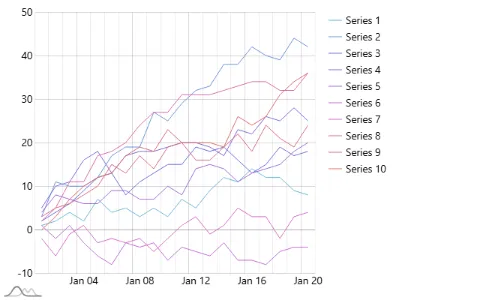 50
40
30
20
10
0
-10
Jan 04
Jan 08
Jan 12
Jan 16
Jan 20
Series 1
Series 2
Series 3
Series 4
Series 5
Series 6
Series 7
Series 8
Series 9
Series 10